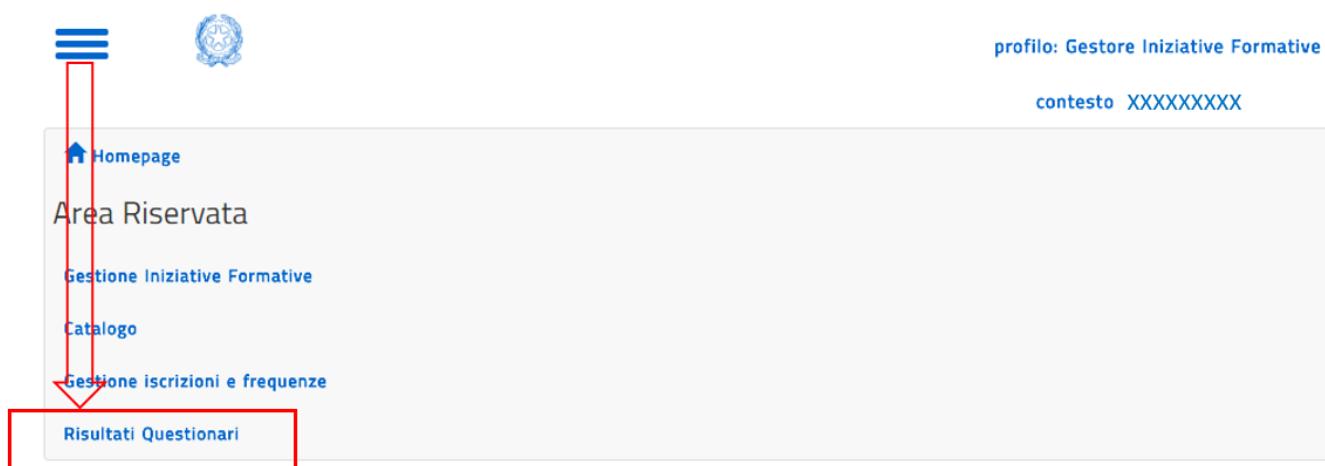 profilo: Gestore Iniziative Formative
contesto XXXXXXXXX
Homepage
Area Riservata
Gestione Iniziative Formative
Catalogo
Gestione iscrizioni e frequenze
Risultati Questionari